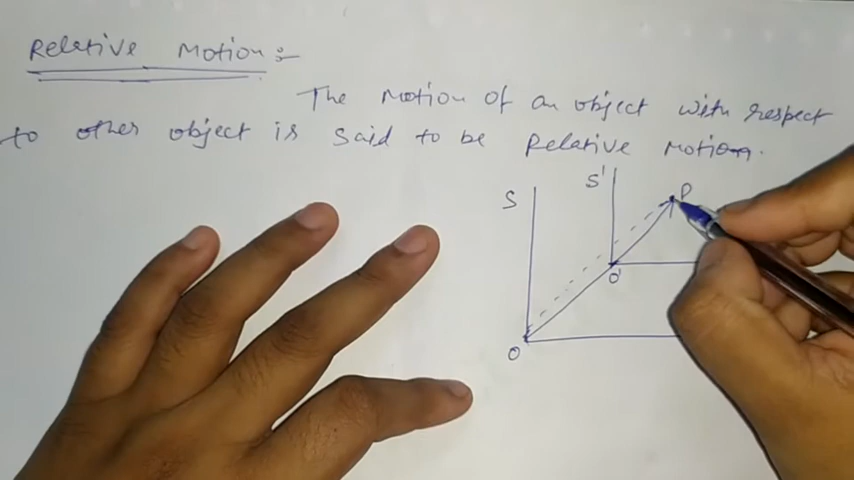 Relative Motion :-
The Motion of an object with respect
to other object is said to be Relative Motion.
S S' P
O'
O